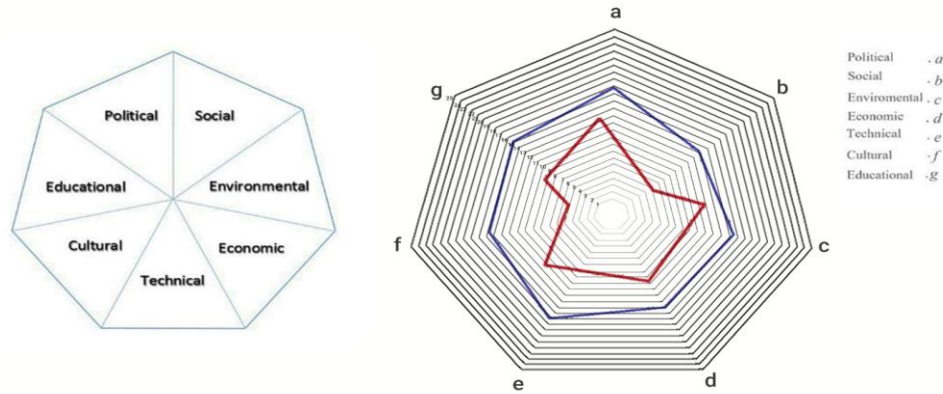 Political
Social
Educational
Environmental
Cultural
Economic
Technical
a
b
c
d
e
f
g
Political . a
Social . b
Enviromental . c
Economic . d
Technical . e
Cultural . f
Educational . g